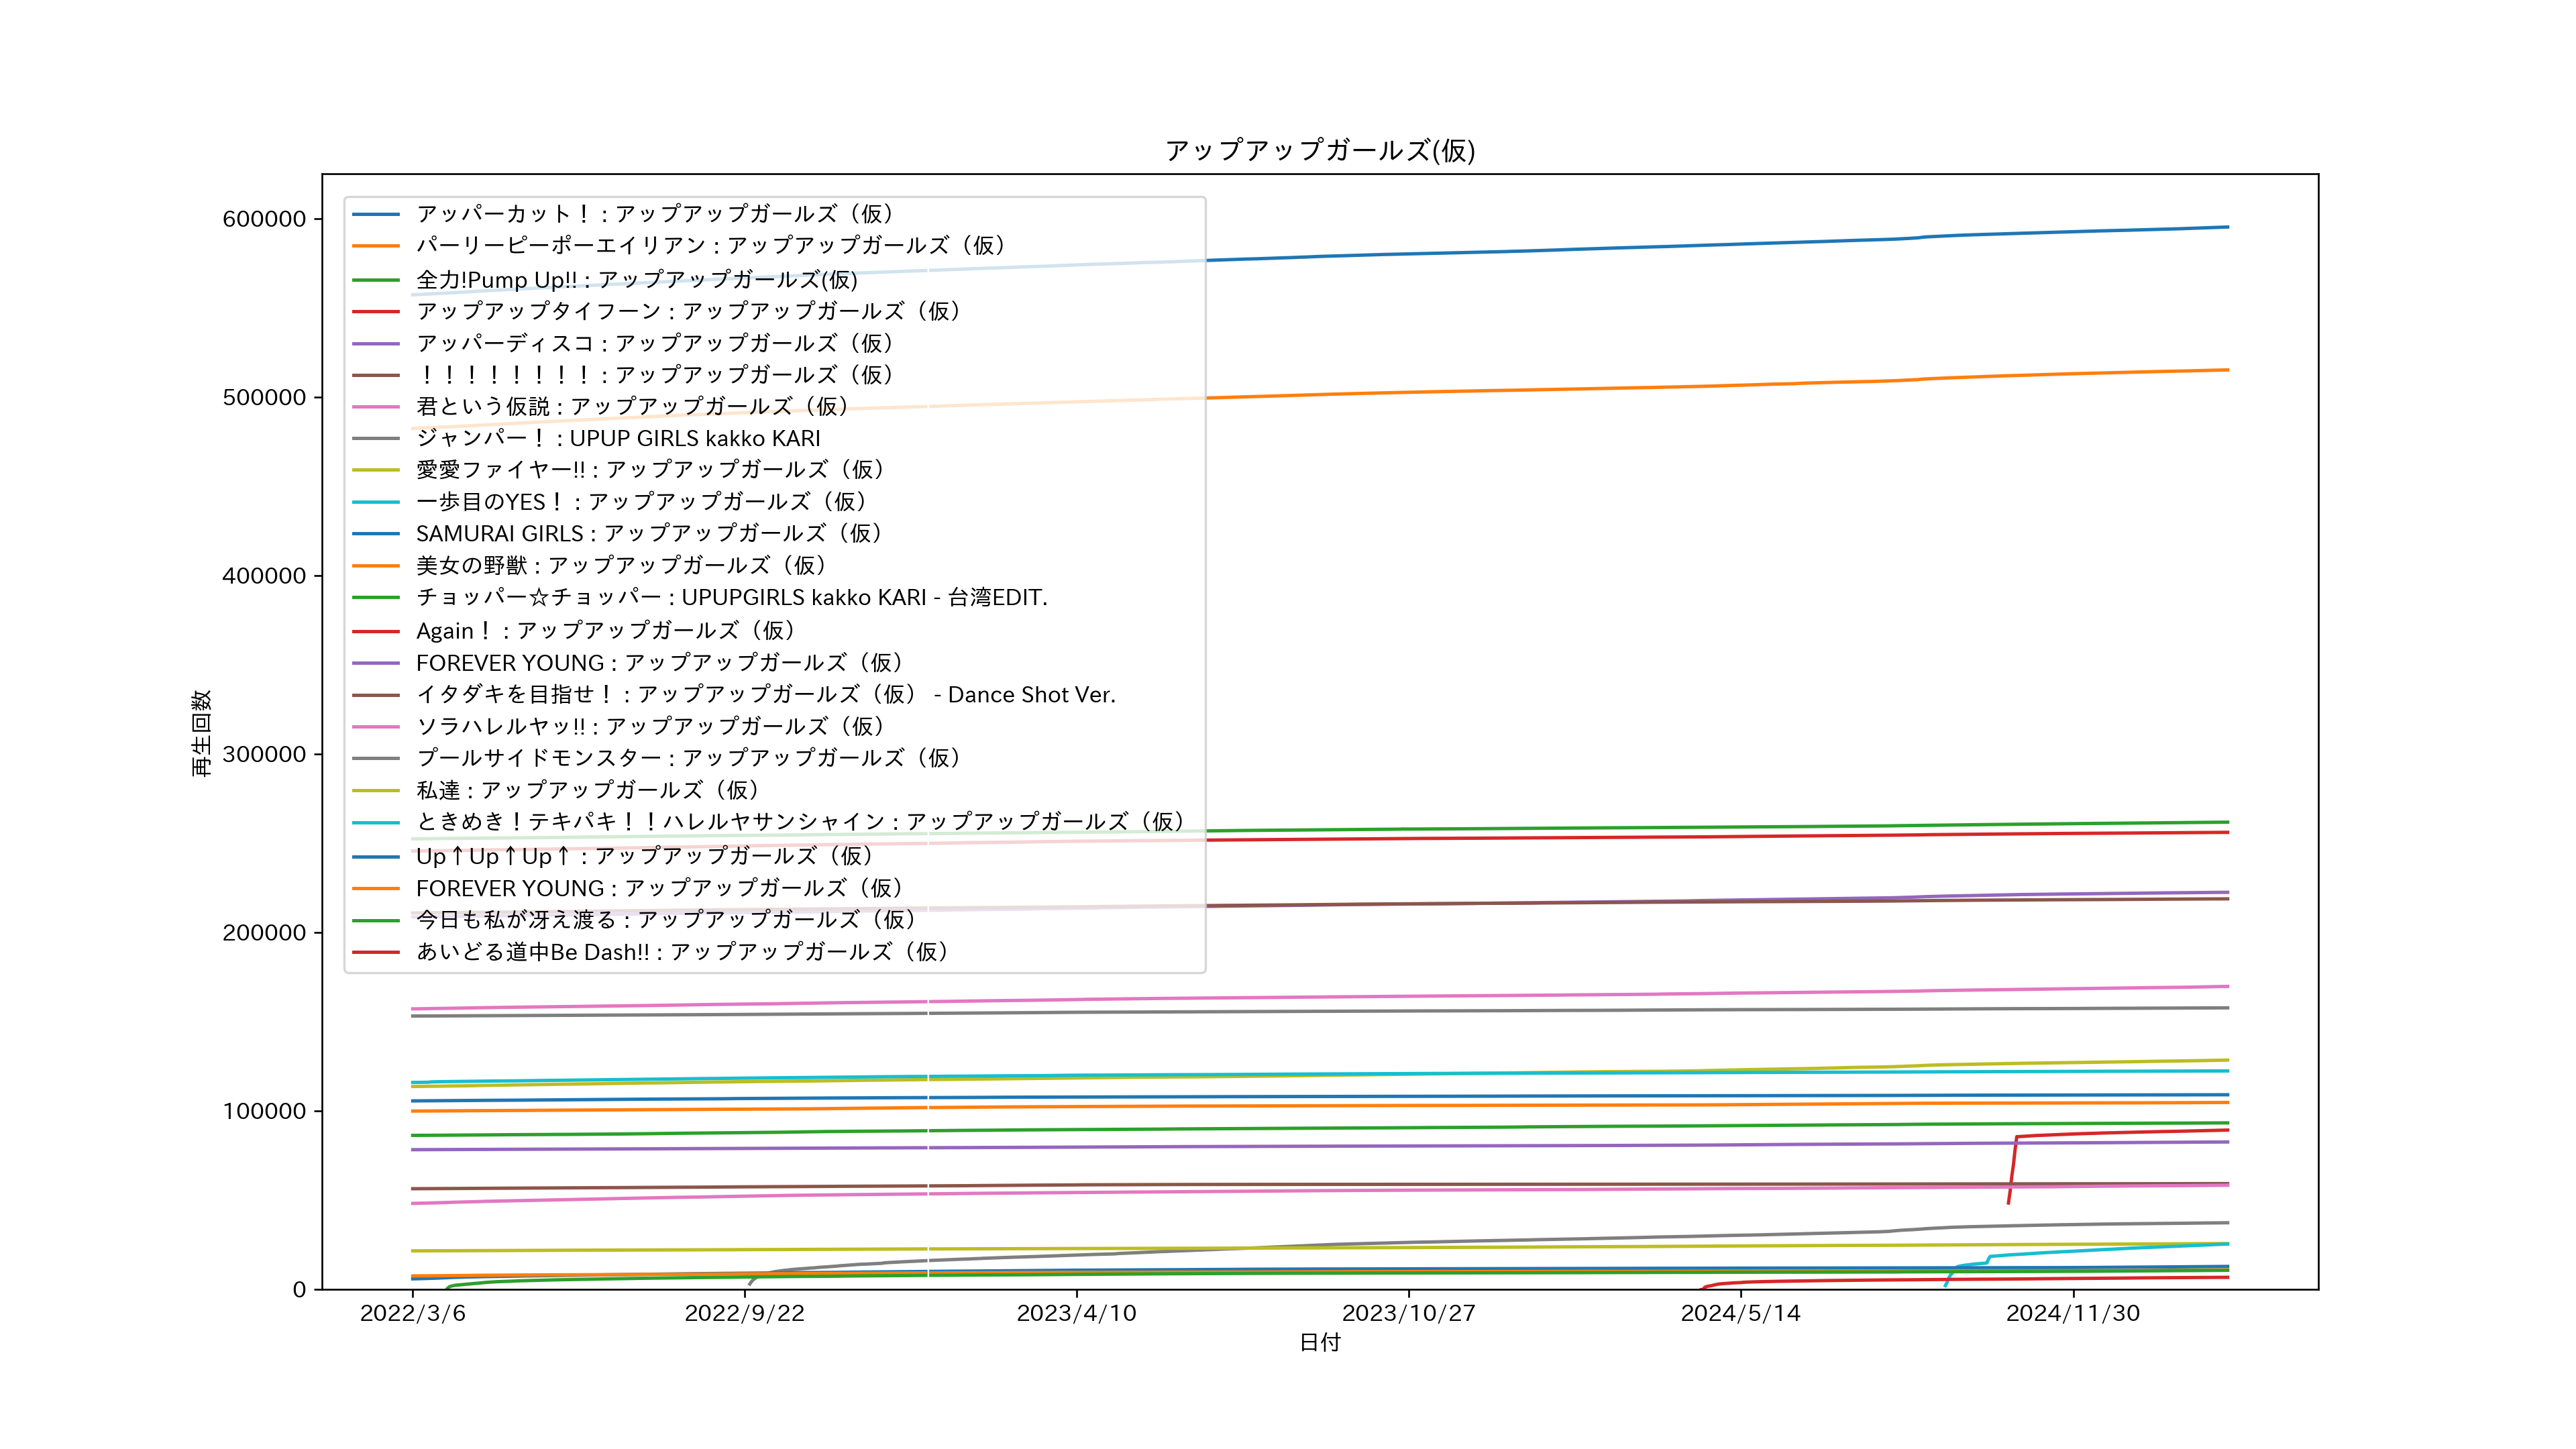 アップアップガールズ(仮)
600000
500000
400000
300000
200000
100000
0
再生回数
アッパーカット！ : アップアップガールズ（仮）
パーリーピーポーエイリアン : アップアップガールズ（仮）
全力!Pump Up!! : アップアップガールズ(仮)
アップアップタイフーン : アップアップガールズ（仮）
アッパーディスコ : アップアップガールズ（仮）
！！！！！！！！ : アップアップガールズ（仮）
君という仮説 : アップアップガールズ（仮）
ジャンパー！ : UPUP GIRLS kakko KARI
愛愛ファイヤー!! : アップアップガールズ（仮）
一歩目のYES！ : アップアップガールズ（仮）
SAMURAI GIRLS : アップアップガールズ（仮）
美女の野獣 : アップアップガールズ（仮）
チョッパー☆チョッパー : UPUPGIRLS kakko KARI - 台湾EDIT.
Again！ : アップアップガールズ（仮）
FOREVER YOUNG : アップアップガールズ（仮）
イタダキを目指せ！ : アップアップガールズ（仮） - Dance Shot Ver.
ソラハレルヤッ!! : アップアップガールズ（仮）
プールサイドモンスター : アップアップガールズ（仮）
私達 : アップアップガールズ（仮）
ときめき！テキパキ！！ハレルヤサンシャイン : アップアップガールズ（仮）
Up↑Up↑Up↑ : アップアップガールズ（仮）
FOREVER YOUNG : アップアップガールズ（仮）
今日も私が冴え渡る : アップアップガールズ（仮）
あいどる道中Be Dash!! : アップアップガールズ（仮）
2022/3/6 2022/9/22 2023/4/10 2023/10/27 2024/5/14 2024/11/30
日付